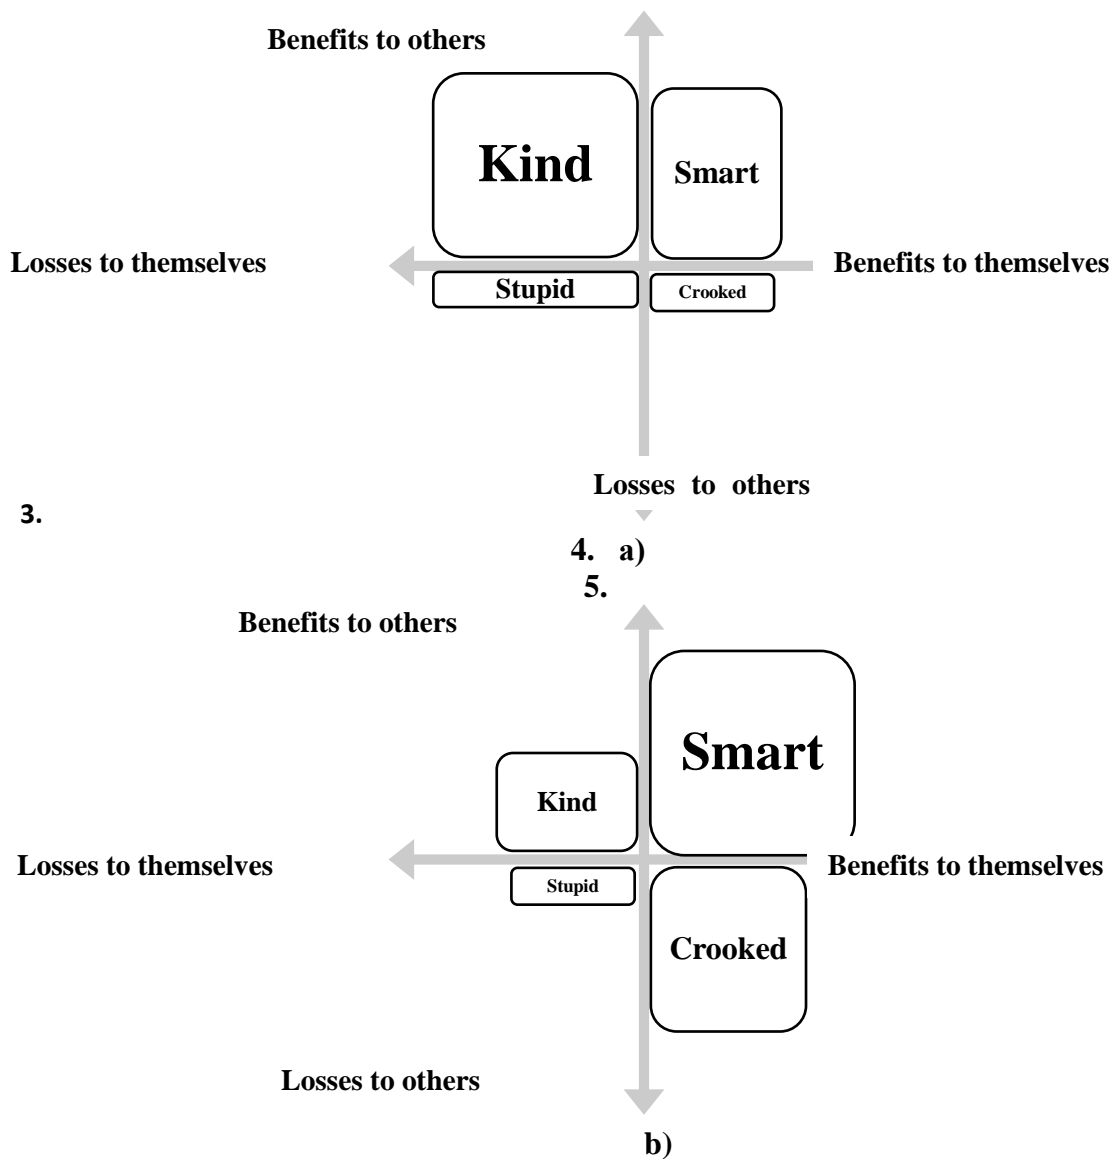 Benefits to others
Kind
Smart
Losses to themselves
Benefits to themselves
Stupid
Crooked
Losses to others
3.
4. a)
5.
Benefits to others
Smart
Kind
Losses to themselves
Benefits to themselves
Stupid
Crooked
Losses to others
b)